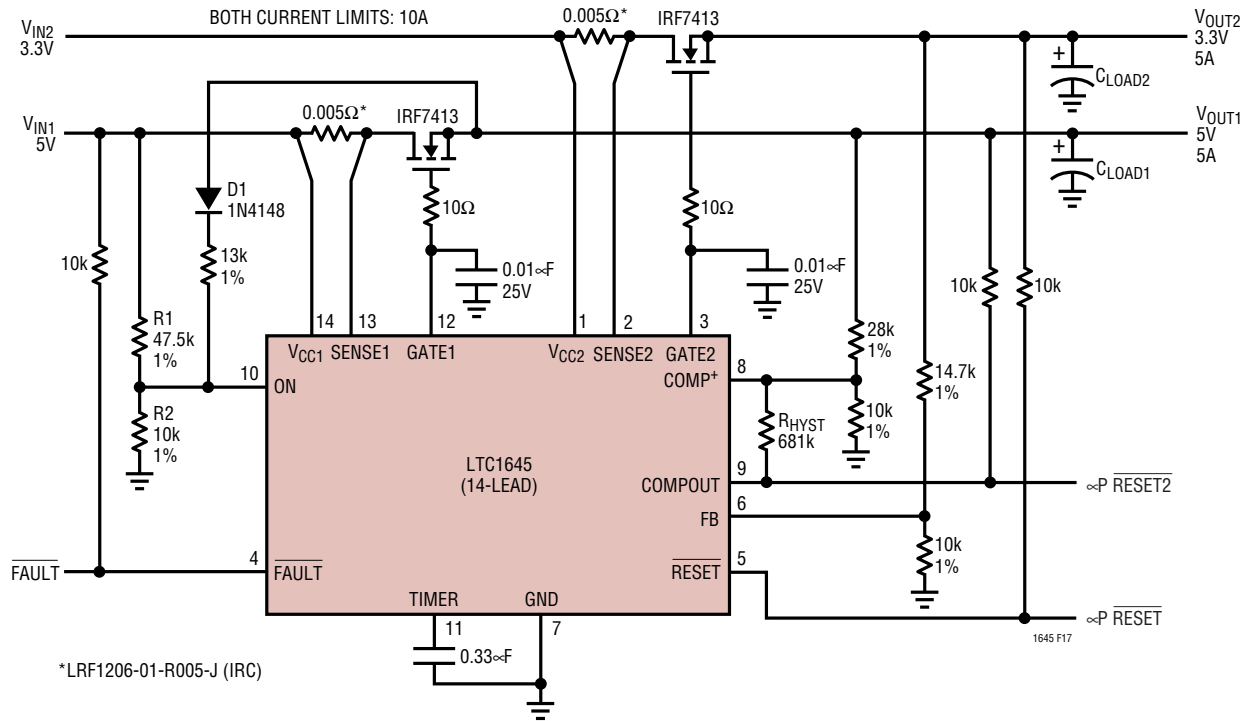 BOTH CURRENT LIMITS: 10A
0.005Ω*
IRF7413
VIN2
3.3V
VOUT2
3.3V
5A
CLOAD2
+
VIN1
5V
0.005Ω*
IRF7413
VOUT1
5V
5A
CLOAD1
+
D1
1N4148
10Ω
10Ω
10k
13k
1%
0.01∝F
25V
0.01∝F
25V
10k
10k
R1
47.5k
1%
14
13
12
1
2
3
28k
1%
VCC1
SENSE1
GATE1
VCC2
SENSE2
GATE2
14.7k
1%
10
ON
8
COMP+
R2
10k
1%
RHYST
681k
10k
1%
LTC1645
(14-LEAD)
9
COMPOUT
∝P RESET2
6
FB
10k
1%
FAULT
4
FAULT
5
RESET
TIMER
GND
11
7
∝P RESET
1645 F17
0.33∝F
*LRF1206-01-R005-J (IRC)